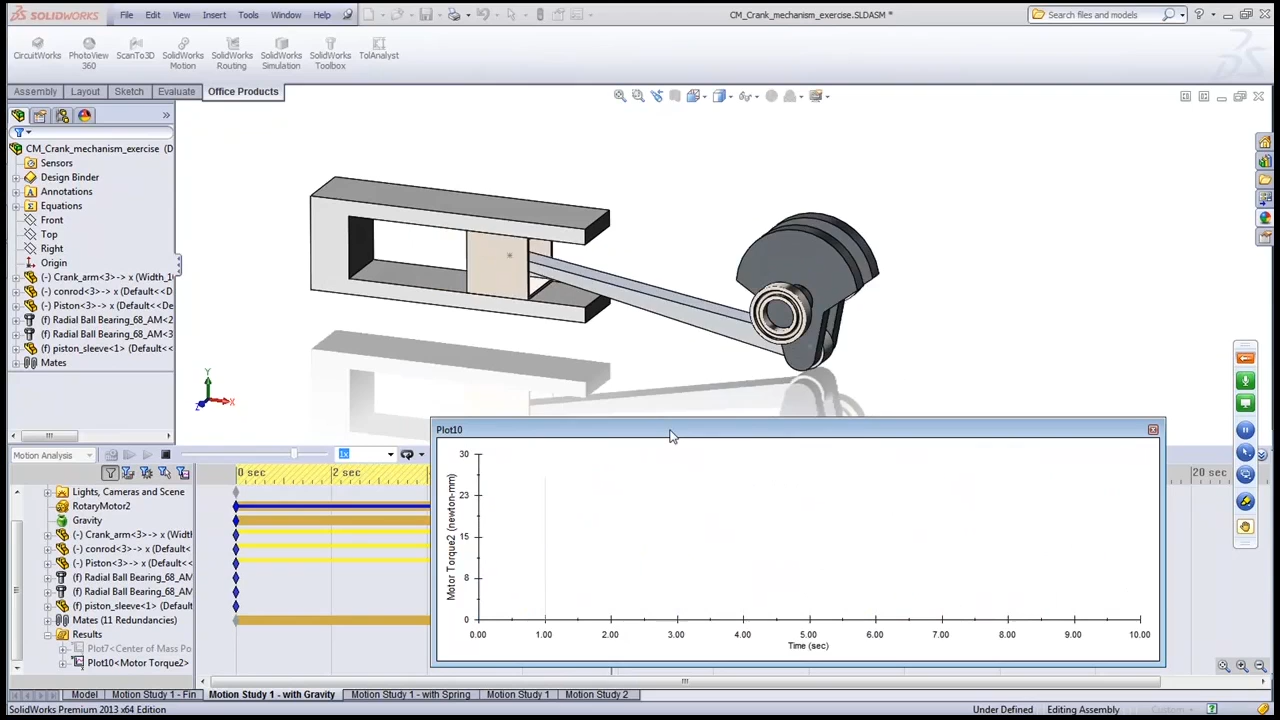 SOLIDWORKS File Edit View Insert Tools Window Help CM_Crank_mechanism_exercise.SLDASM * Search files and models
CircuitWorks PhotoView 360 ScanTo3D SolidWorks Motion SolidWorks Routing SolidWorks Simulation SolidWorks Toolbox TolAnalyst
Assembly Layout Sketch Evaluate Office Products
CM_Crank_mechanism_exercise (D
Sensors
Design Binder
Annotations
Equations
Front
Top
Right
Origin
(-) Crank_arm<3>-> x (Width_1
(-) conrod<3>-> x (Default<<D
(-) Piston<3>-> x (Default<<D
(f) Radial Ball Bearing_68_AM<2
(f) Radial Ball Bearing_68_AM<3
(f) piston_sleeve<1> (Default<<
Mates
Y
X
Z
Plot10
Motion Analysis 1x
0 sec 2 sec 20 sec
Lights, Cameras and Scene
RotaryMotor2
Gravity
(-) Crank_arm<3>-> x (Widt
(-) conrod<3>-> x (Default<
(-) Piston<3>-> x (Default<<
(f) Radial Ball Bearing_68_AM
(f) Radial Ball Bearing_68_AM
(f) piston_sleeve<1> (Default
Mates (11 Redundancies)
Results
Plot7<Center of Mass Po
Plot10<Motor Torque2>
30
23
15
8
0
Motor Torque2 (newton-mm)
0.00 1.00 2.00 3.00 4.00 5.00 6.00 7.00 8.00 9.00 10.00
Time (sec)
Model Motion Study 1 - Fin Motion Study 1 - with Gravity Motion Study 1 - with Spring Motion Study 1 Motion Study 2
SolidWorks Premium 2013 x64 Edition Under Defined Editing Assembly Custom